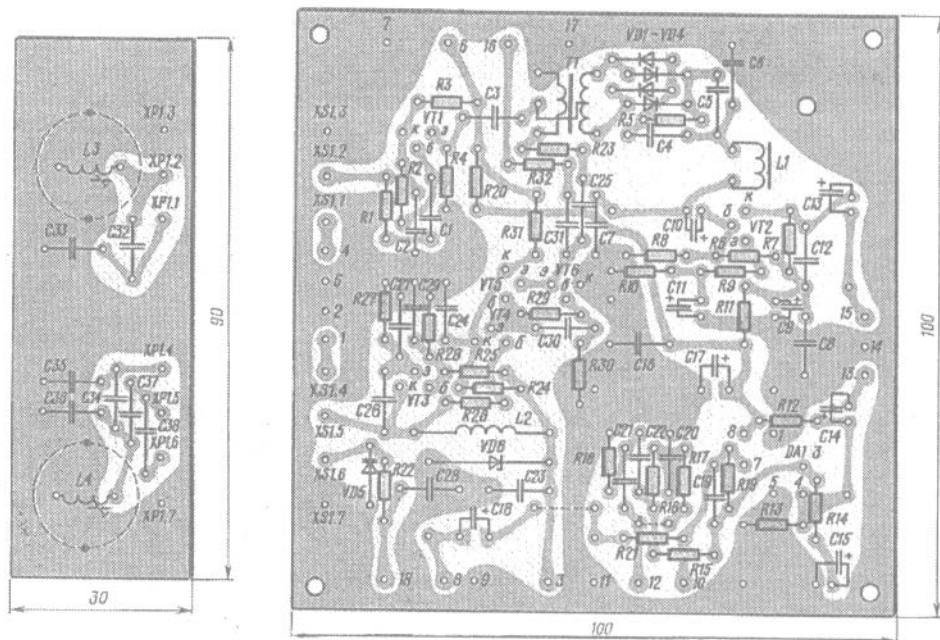 XP1.3
L3
XP1.2
XP1.1
C33
C32
XP1.4
C35
C37
C34
XP1.5
C36
C38
XP1.6
L4
XP1.7
30
90
7
6
16
17
VD1-VD4
C6
T1
R3
C3
C5
XS1.3
VT1
к
э
б
R5
C4
R23
XS1.2
R2
R4
R32
L1
R20
C25
C13
XS1.1
R1
C10
б
к
VT2
C2
C1
R31
C31
C7
R8
R6
э
R7
C12
4
к
э
э
VT6
к
5
VT5
R10
R9
C27
C29
R27
C24
б
R29
б
C11
R11
2
VT4
C9
15
к
б
C30
C8
1
R26
R25
C16
14
XS1.4
э
R30
C17
13
к
VT3
б
R24
C26
R28
R12
XS1.5
L2
8
C14
VD6
C21
C22
C20
1
XS1.6
R22
R18
R17
DA1
3
7
VD5
C28
C23
C19
R19
5
4
XS1.7
C18
R16
R13
R14
R21
C15
R15
18
8
9
3
11
12
10
100
100